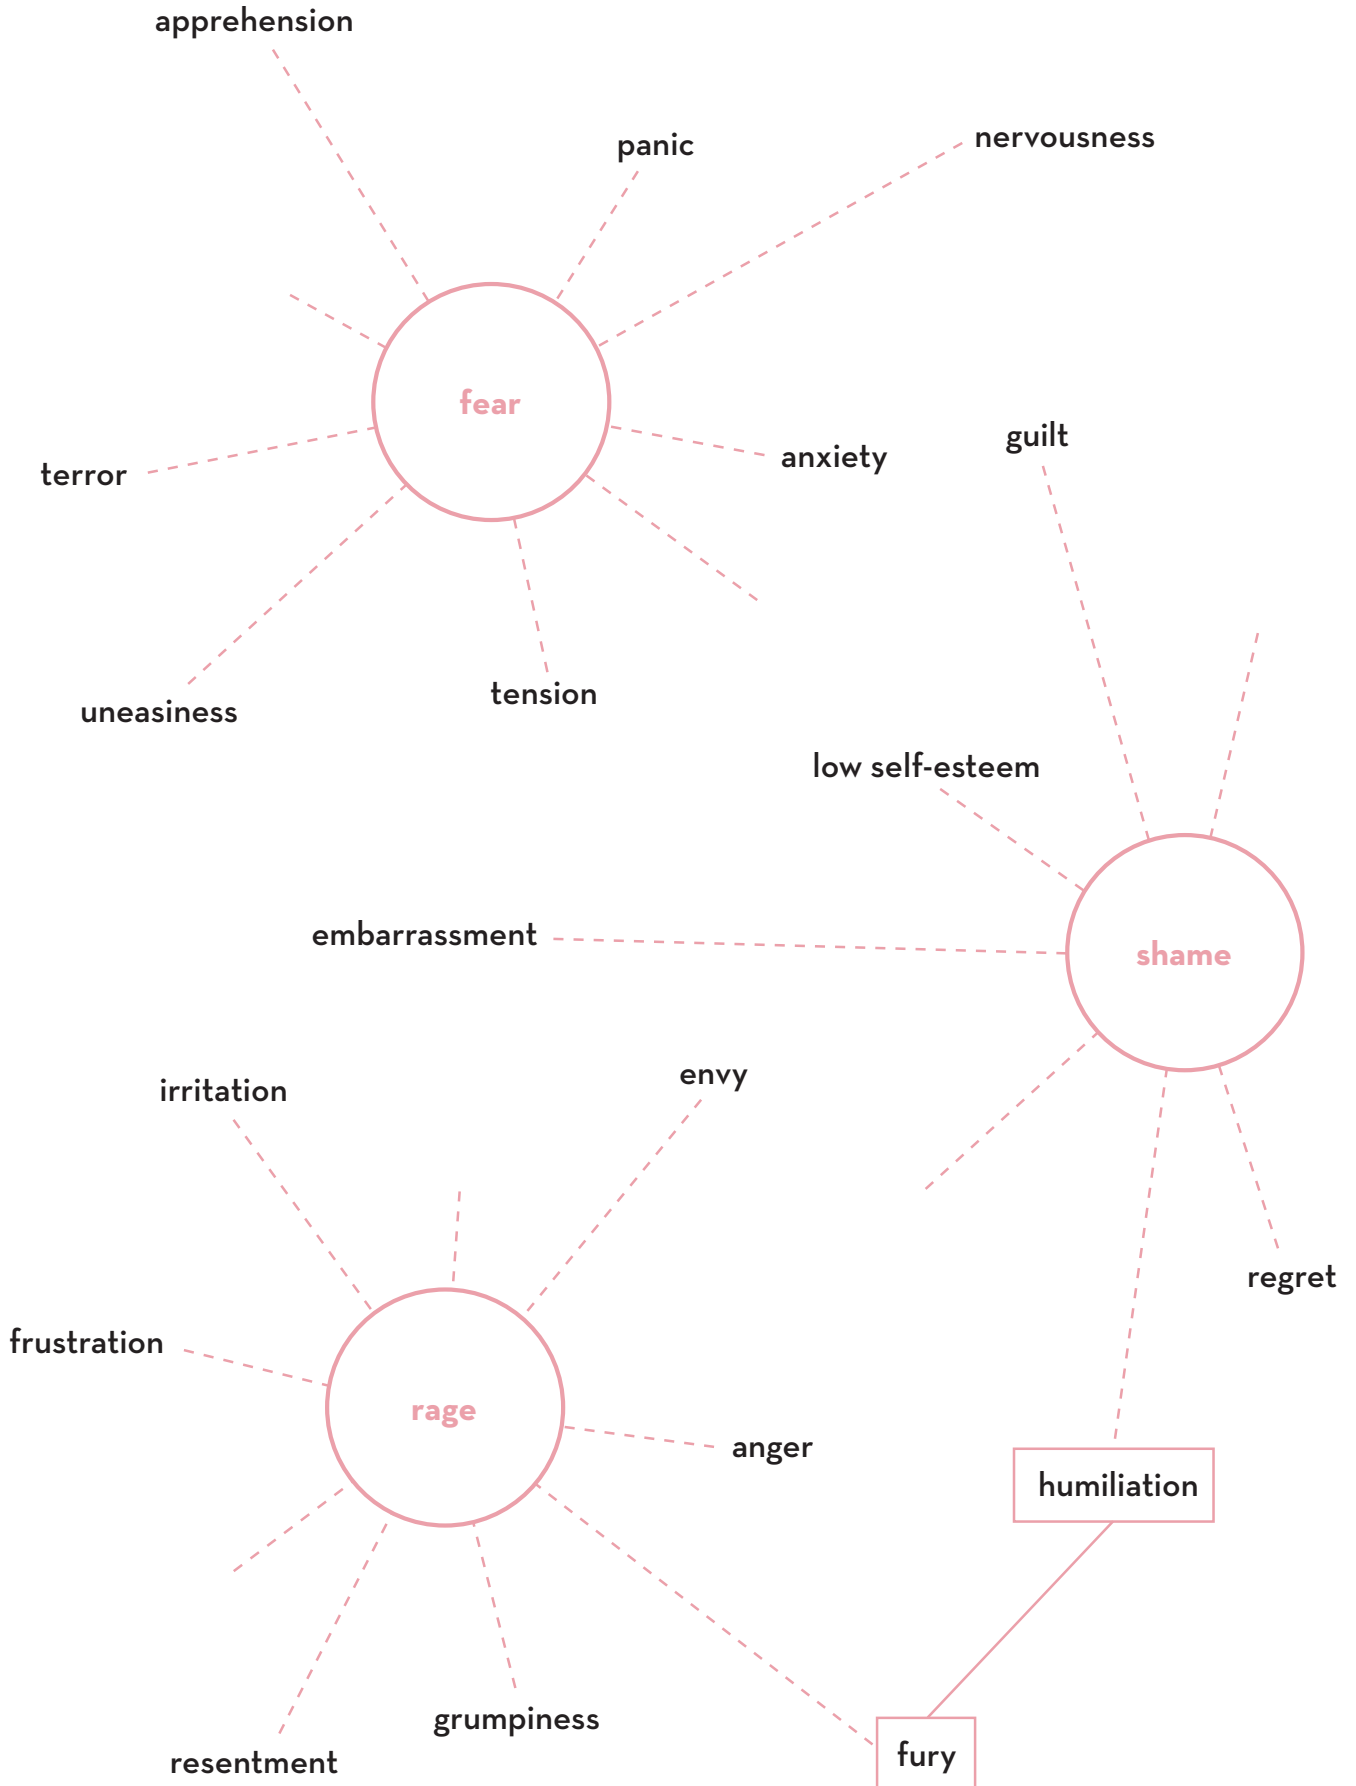 apprehension
panic
nervousness
fear
guilt
anxiety
terror
tension
uneasiness
low self-esteem
embarrassment
shame
envy
irritation
regret
frustration
rage
anger
humiliation
grumpiness
fury
resentment